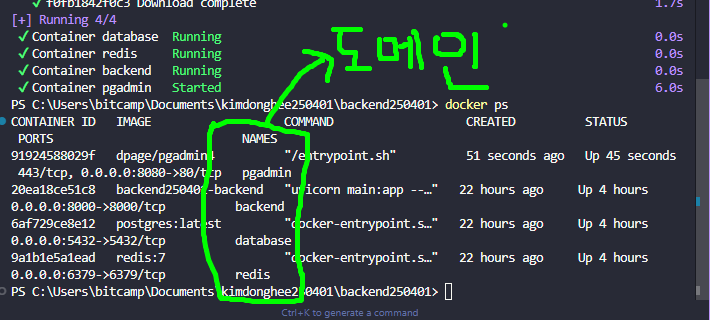 ✓ f0fb1842f0c3 Download complete 1.7s
[+] Running 4/4
✓ Container database Running 0.0s
✓ Container redis Running 0.0s
✓ Container backend Running 0.0s
✓ Container pgadmin Started 6.0s
도메인
PS C:\Users\bitcamp\Documents\kimdonghee250401\backend250401> docker ps
CONTAINER ID IMAGE COMMAND CREATED STATUS
PORTS NAMES
91924588029f dpage/pgadmin4 "/entrypoint.sh" 51 seconds ago Up 45 seconds
443/tcp, 0.0.0.0:8080->80/tcp pgadmin
20ea18ce51c8 backend250401-backend "uvicorn main:app --…" 22 hours ago Up 4 hours
0.0.0.0:8000->8000/tcp backend
6af729ce8e12 postgres:latest "docker-entrypoint.s…" 22 hours ago Up 4 hours
0.0.0.0:5432->5432/tcp database
9a1b1e5a1ead redis:7 "docker-entrypoint.s…" 22 hours ago Up 4 hours
0.0.0.0:6379->6379/tcp redis
PS C:\Users\bitcamp\Documents\kimdonghee250401\backend250401>
Ctrl+K to generate a command